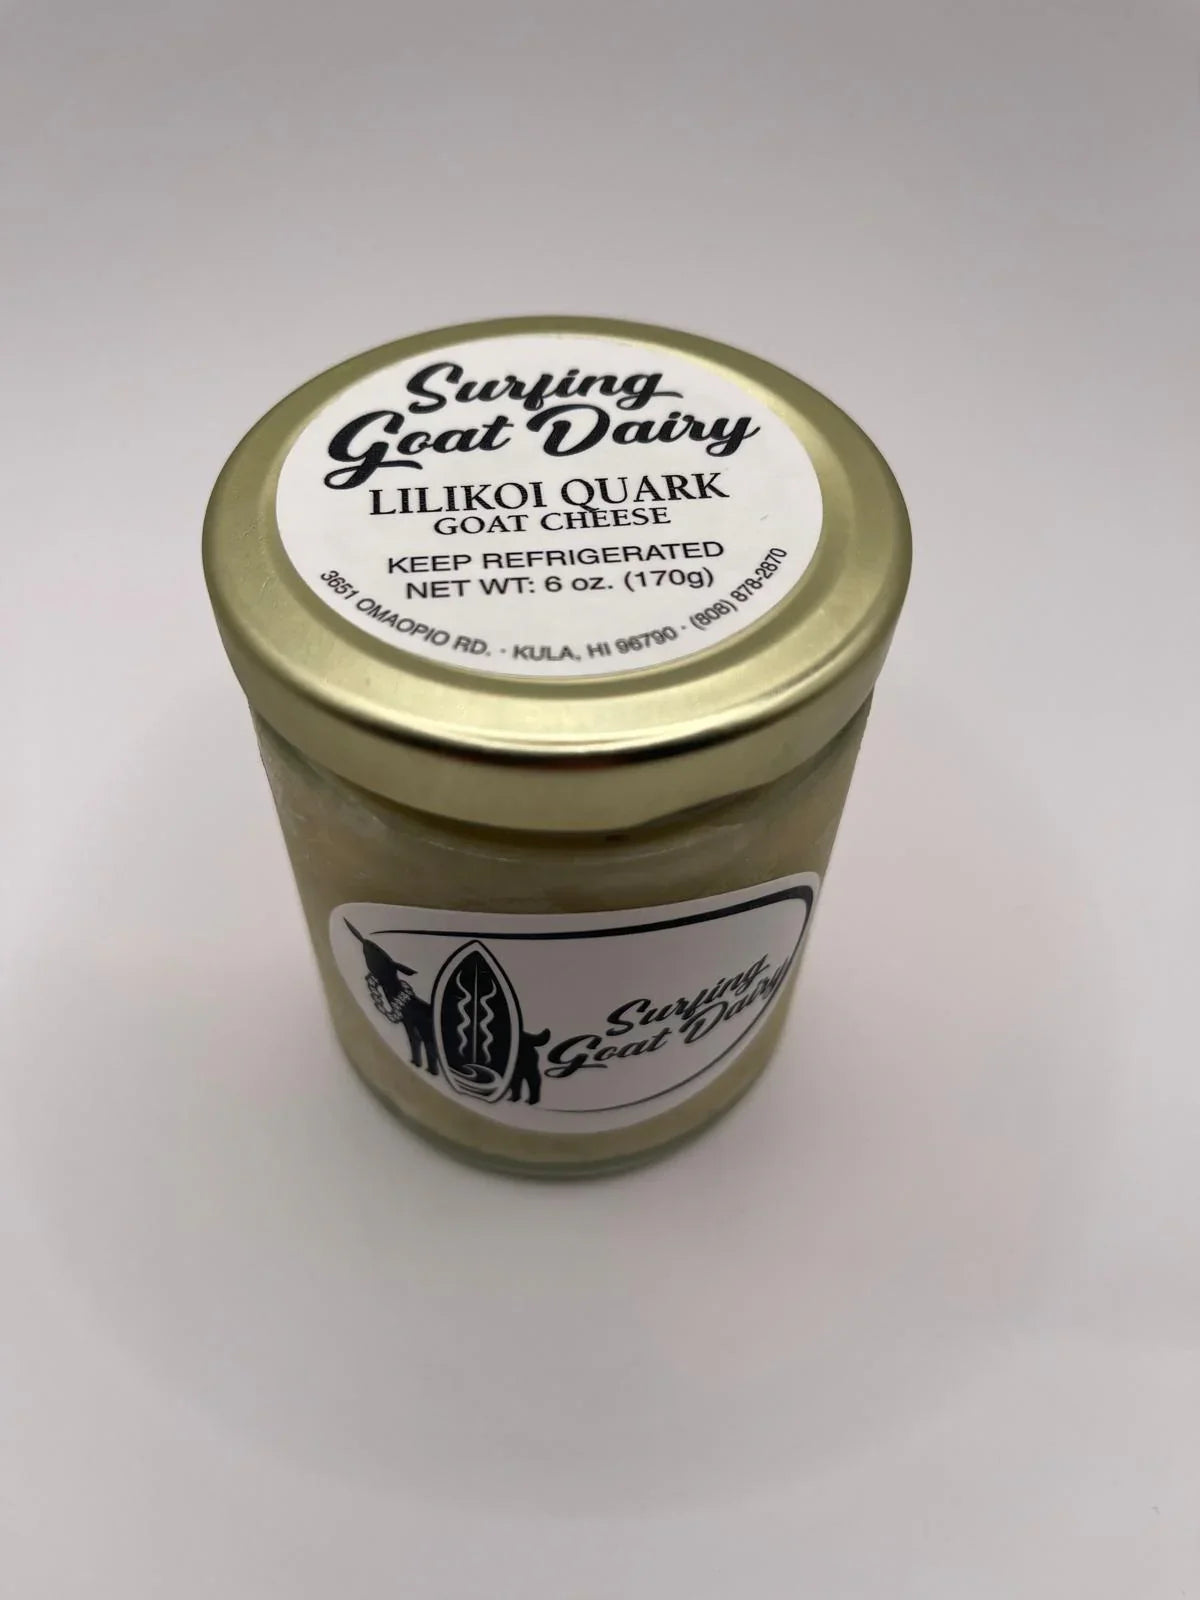 Surfing
Goat Dairy
LILIKOI QUARK
GOAT CHEESE
KEEP REFRIGERATED
NET WT: 6 oz. (170g)
3651 OMAOPIO RD. · KULA, HI 96790 · (808) 878-2870
Surfing
Goat Dairy